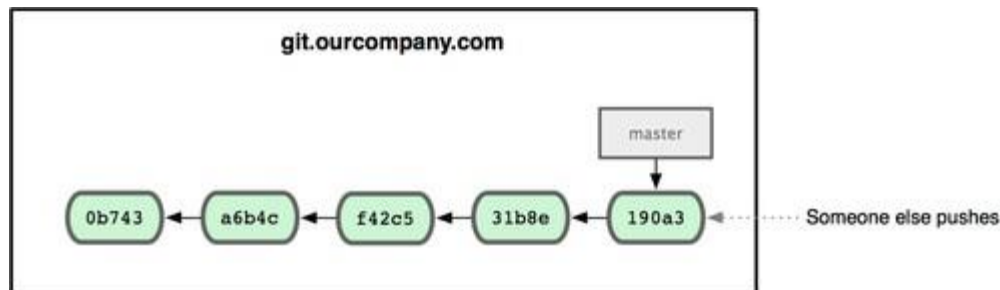 git.ourcompany.com
master
0b743 a6b4c f42c5 31b8e 190a3 Someone else pushes